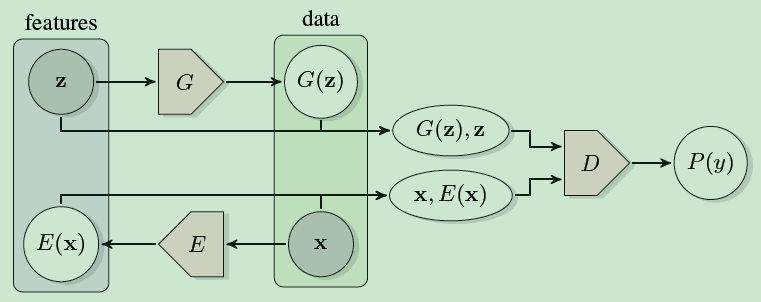 features
data
z
G
G(z)
G(z), z
D
P(y)
x, E(x)
E(x)
E
x